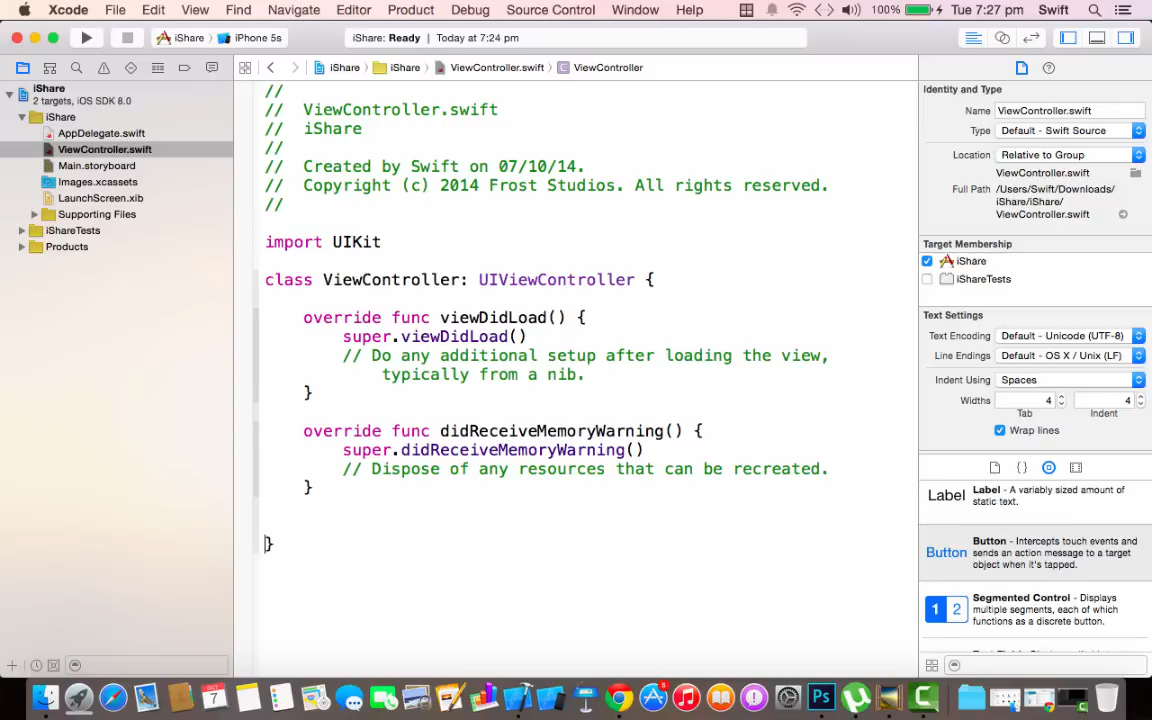 Xcode File Edit View Find Navigate Editor Product Debug Source Control Window Help 100% Tue 7:27 pm Swift
iShare iPhone 5s iShare: Ready Today at 7:24 pm
iShare iShare ViewController.swift ViewController
iShare
2 targets, iOS SDK 8.0
iShare
AppDelegate.swift
ViewController.swift
Main.storyboard
Images.xcassets
LaunchScreen.xib
Supporting Files
iShareTests
Products
//
// ViewController.swift
// iShare
//
// Created by Swift on 07/10/14.
// Copyright (c) 2014 Frost Studios. All rights reserved.
//
import UIKit
class ViewController: UIViewController {
override func viewDidLoad() {
super.viewDidLoad()
// Do any additional setup after loading the view,
typically from a nib.
}
override func didReceiveMemoryWarning() {
super.didReceiveMemoryWarning()
// Dispose of any resources that can be recreated.
}
}
Identity and Type
Name ViewController.swift
Type Default - Swift Source
Location Relative to Group
ViewController.swift
Full Path /Users/Swift/Downloads/
iShare/iShare/
ViewController.swift
Target Membership
iShare
iShareTests
Text Settings
Text Encoding Default - Unicode (UTF-8)
Line Endings Default - OS X / Unix (LF)
Indent Using Spaces
Widths 4 4
Tab Indent
Wrap lines
{}
Label Label - A variably sized amount of
static text.
Button Button - Intercepts touch events and
sends an action message to a target
object when it's tapped.
1 2 Segmented Control - Displays
multiple segments, each of which
functions as a discrete button.
7
Ps